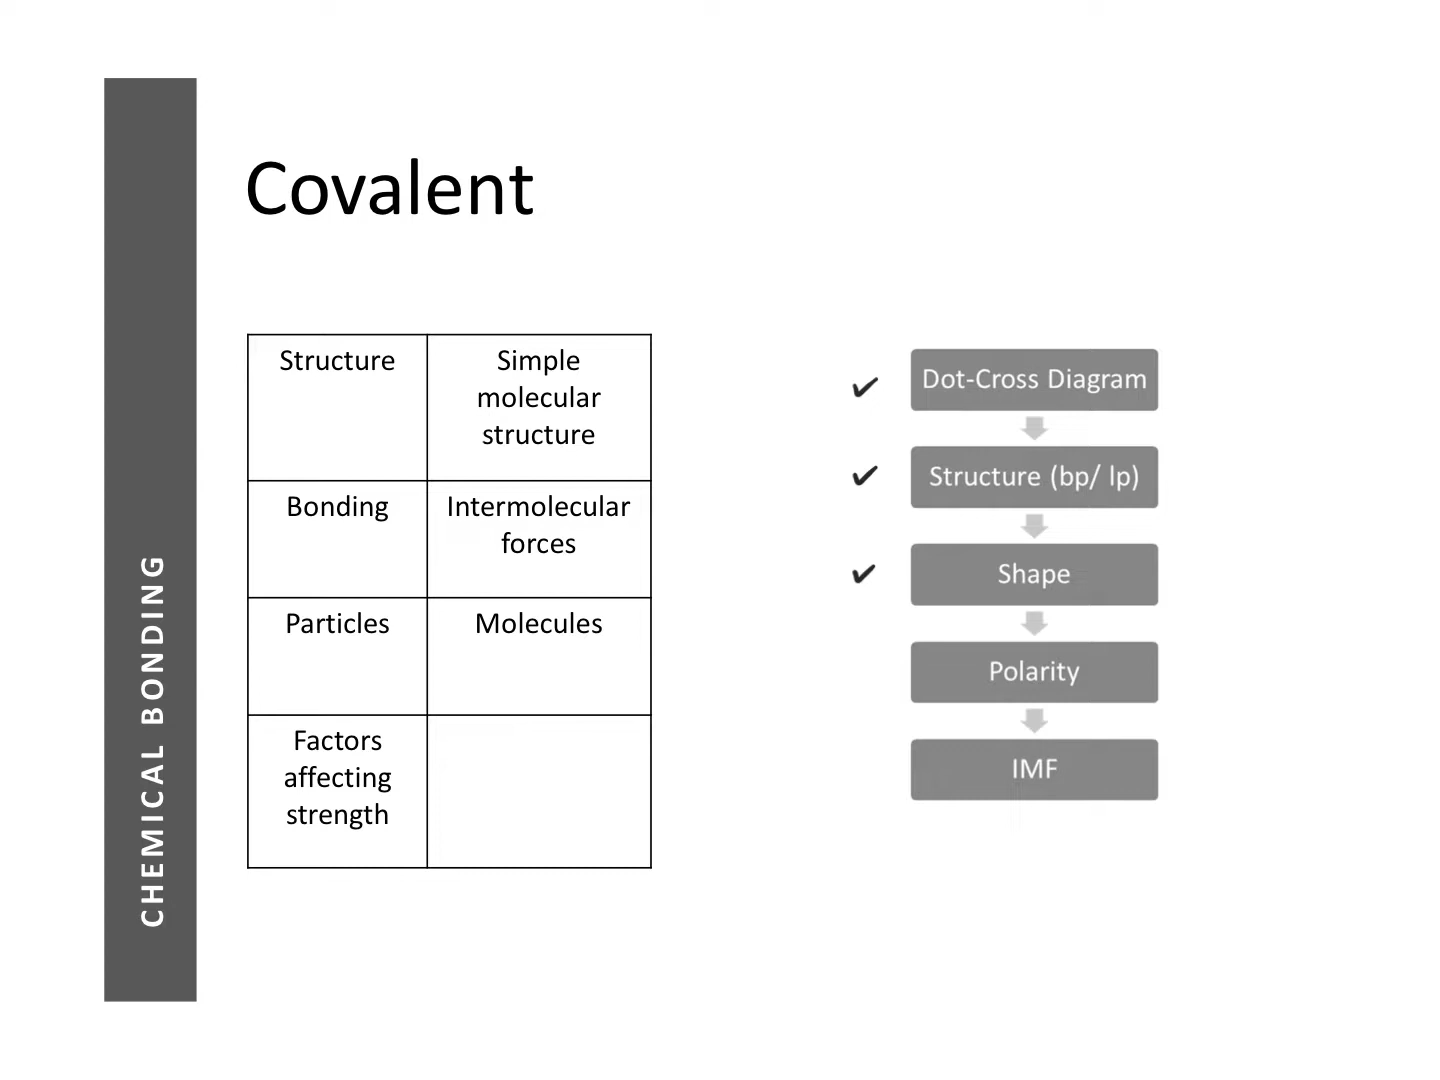 CHEMICAL BONDING
Covalent
Structure
Simple
molecular
structure
Bonding
Intermolecular
forces
Particles
Molecules
Factors
affecting
strength
✔ Dot-Cross Diagram
✔ Structure (bp/ lp)
✔ Shape
Polarity
IMF